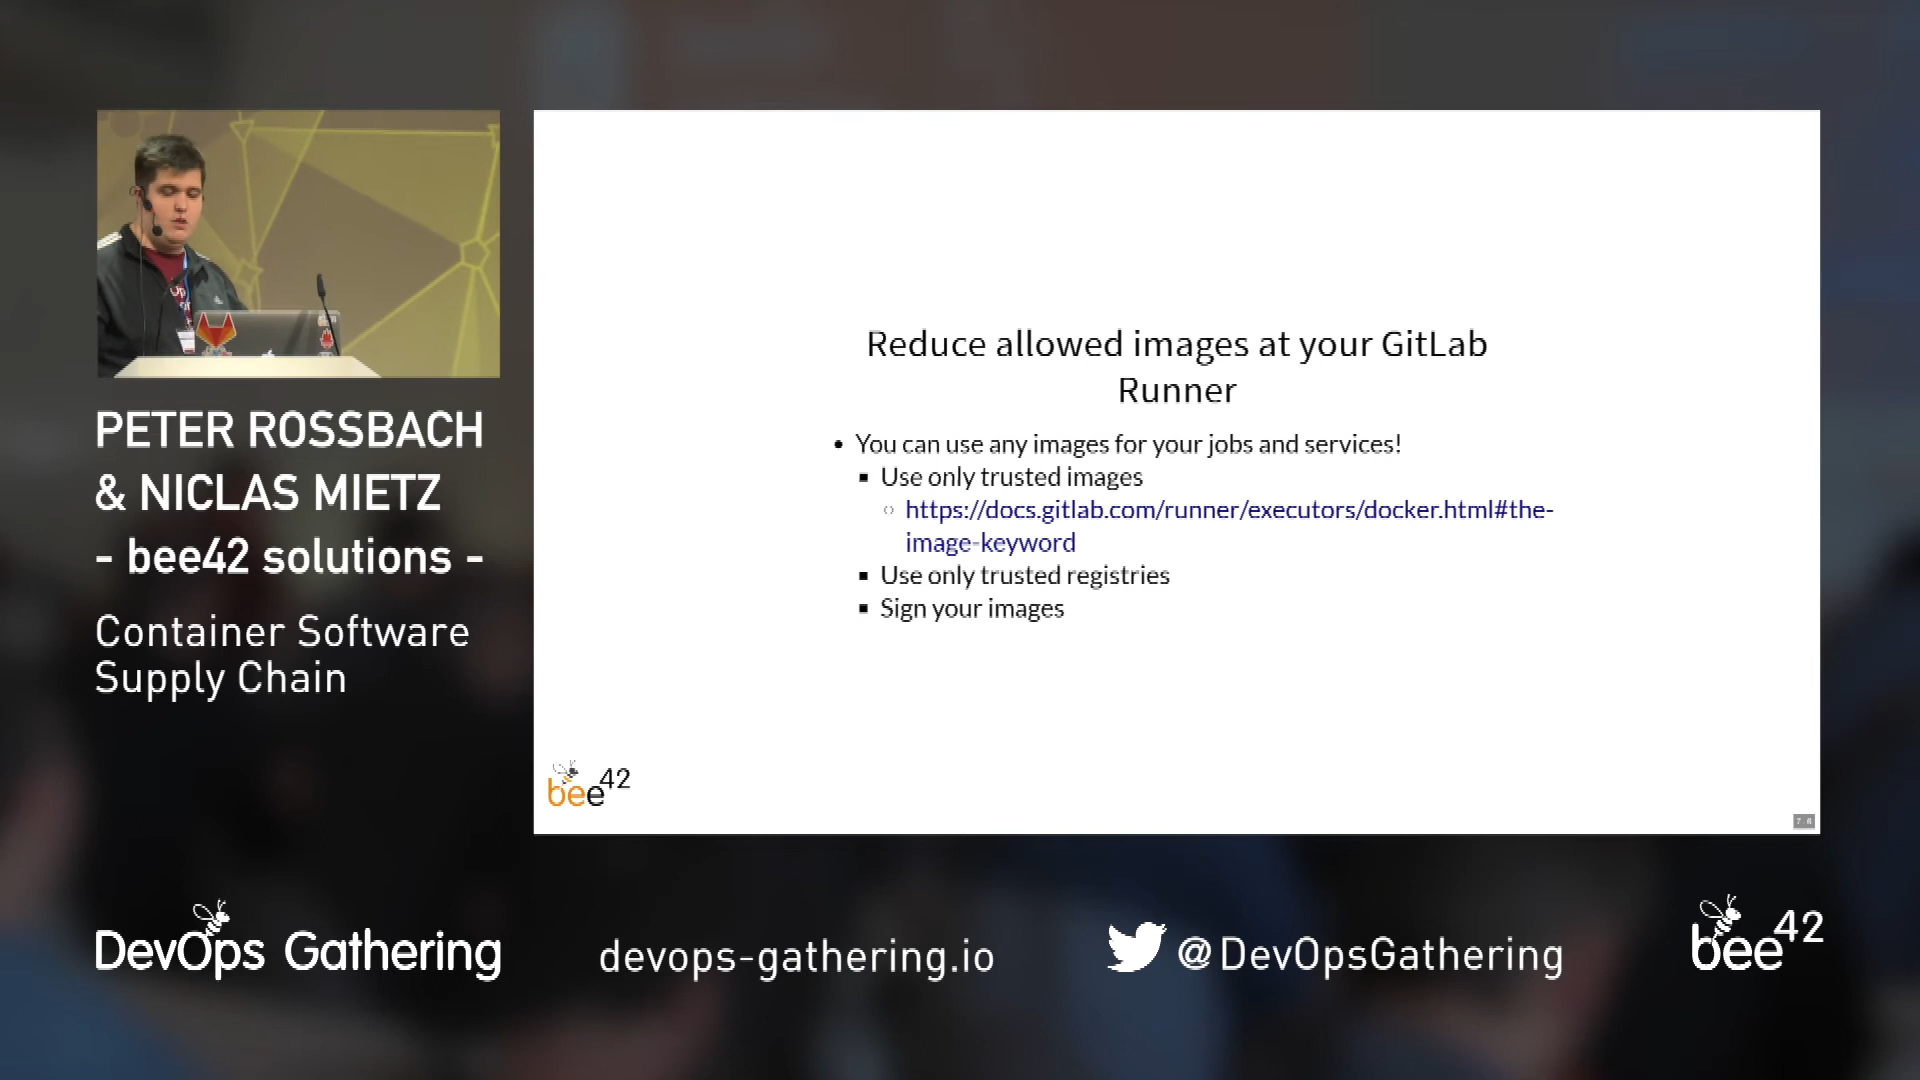 PETER ROSSBACH
& NICLAS MIETZ
- bee42 solutions -
Container Software
Supply Chain
Reduce allowed images at your GitLab
Runner
• You can use any images for your jobs and services!
▪ Use only trusted images
○ https://docs.gitlab.com/runner/executors/docker.html#the-
image-keyword
▪ Use only trusted registries
▪ Sign your images
bee42
DevOps Gathering
devops-gathering.io
@DevOpsGathering
bee42